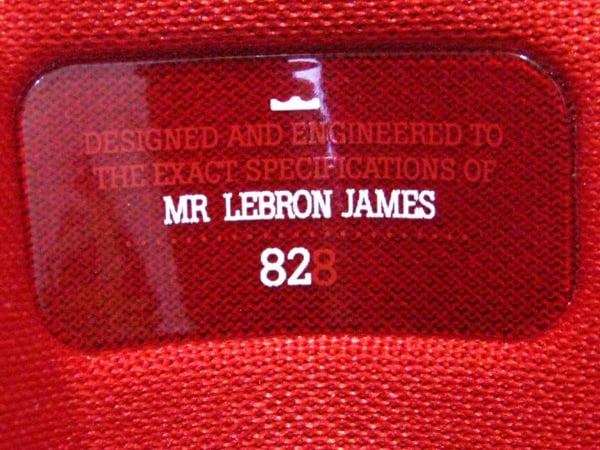 DESIGNED AND ENGINEERED TO
THE EXACT SPECIFICATIONS OF
MR LEBRON JAMES
828